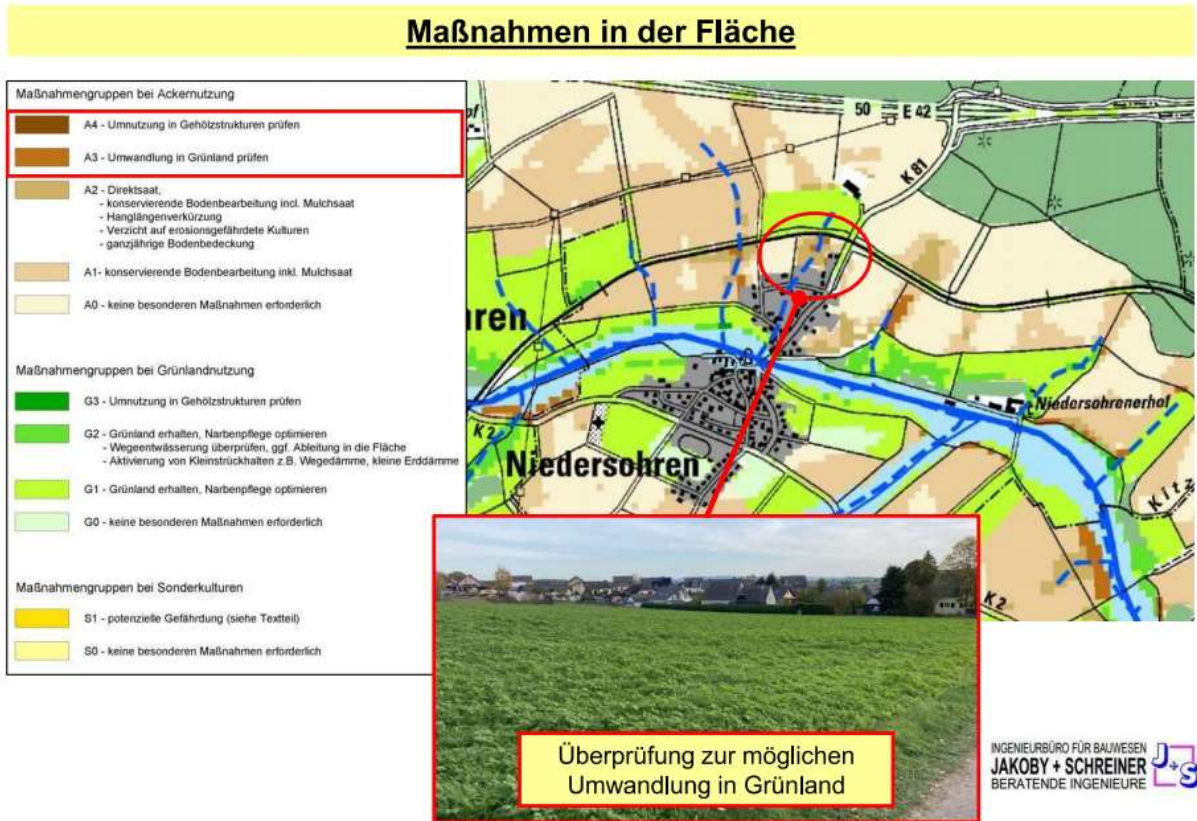 Maßnahmen in der Fläche
Maßnahmengruppen bei Ackernutzung
A4 - Umnutzung in Gehölzstrukturen prüfen
A3 - Umwandlung in Grünland prüfen
A2 - Direktsaat,
- konservierende Bodenbearbeitung incl. Mulchsaat
- Hanglängenverkürzung
- Verzicht auf erosionsgefährdete Kulturen
- ganzjährige Bodenbedeckung
A1- konservierende Bodenbearbeitung inkl. Mulchsaat
A0 - keine besonderen Maßnahmen erforderlich
Maßnahmengruppen bei Grünlandnutzung
G3 - Umnutzung in Gehölzstrukturen prüfen
G2 - Grünland erhalten, Narbenpflege optimieren
- Wegeentwässerung überprüfen, ggf. Ableitung in die Fläche
- Aktivierung von Kleinstrückhalten z.B. Wegedämme, kleine Erddämme
G1 - Grünland erhalten, Narbenpflege optimieren
G0 - keine besonderen Maßnahmen erforderlich
Maßnahmengruppen bei Sonderkulturen
S1 - potenzielle Gefährdung (siehe Textteil)
S0 - keine besonderen Maßnahmen erforderlich
50 E 42
K 81
hren
K 2
Niedersohrenerhof
Niedersohren
Kitz
K 2
Überprüfung zur möglichen
Umwandlung in Grünland
INGENIEURBÜRO FÜR BAUWESEN
JAKOBY + SCHREINER
BERATENDE INGENIEURE
J+S